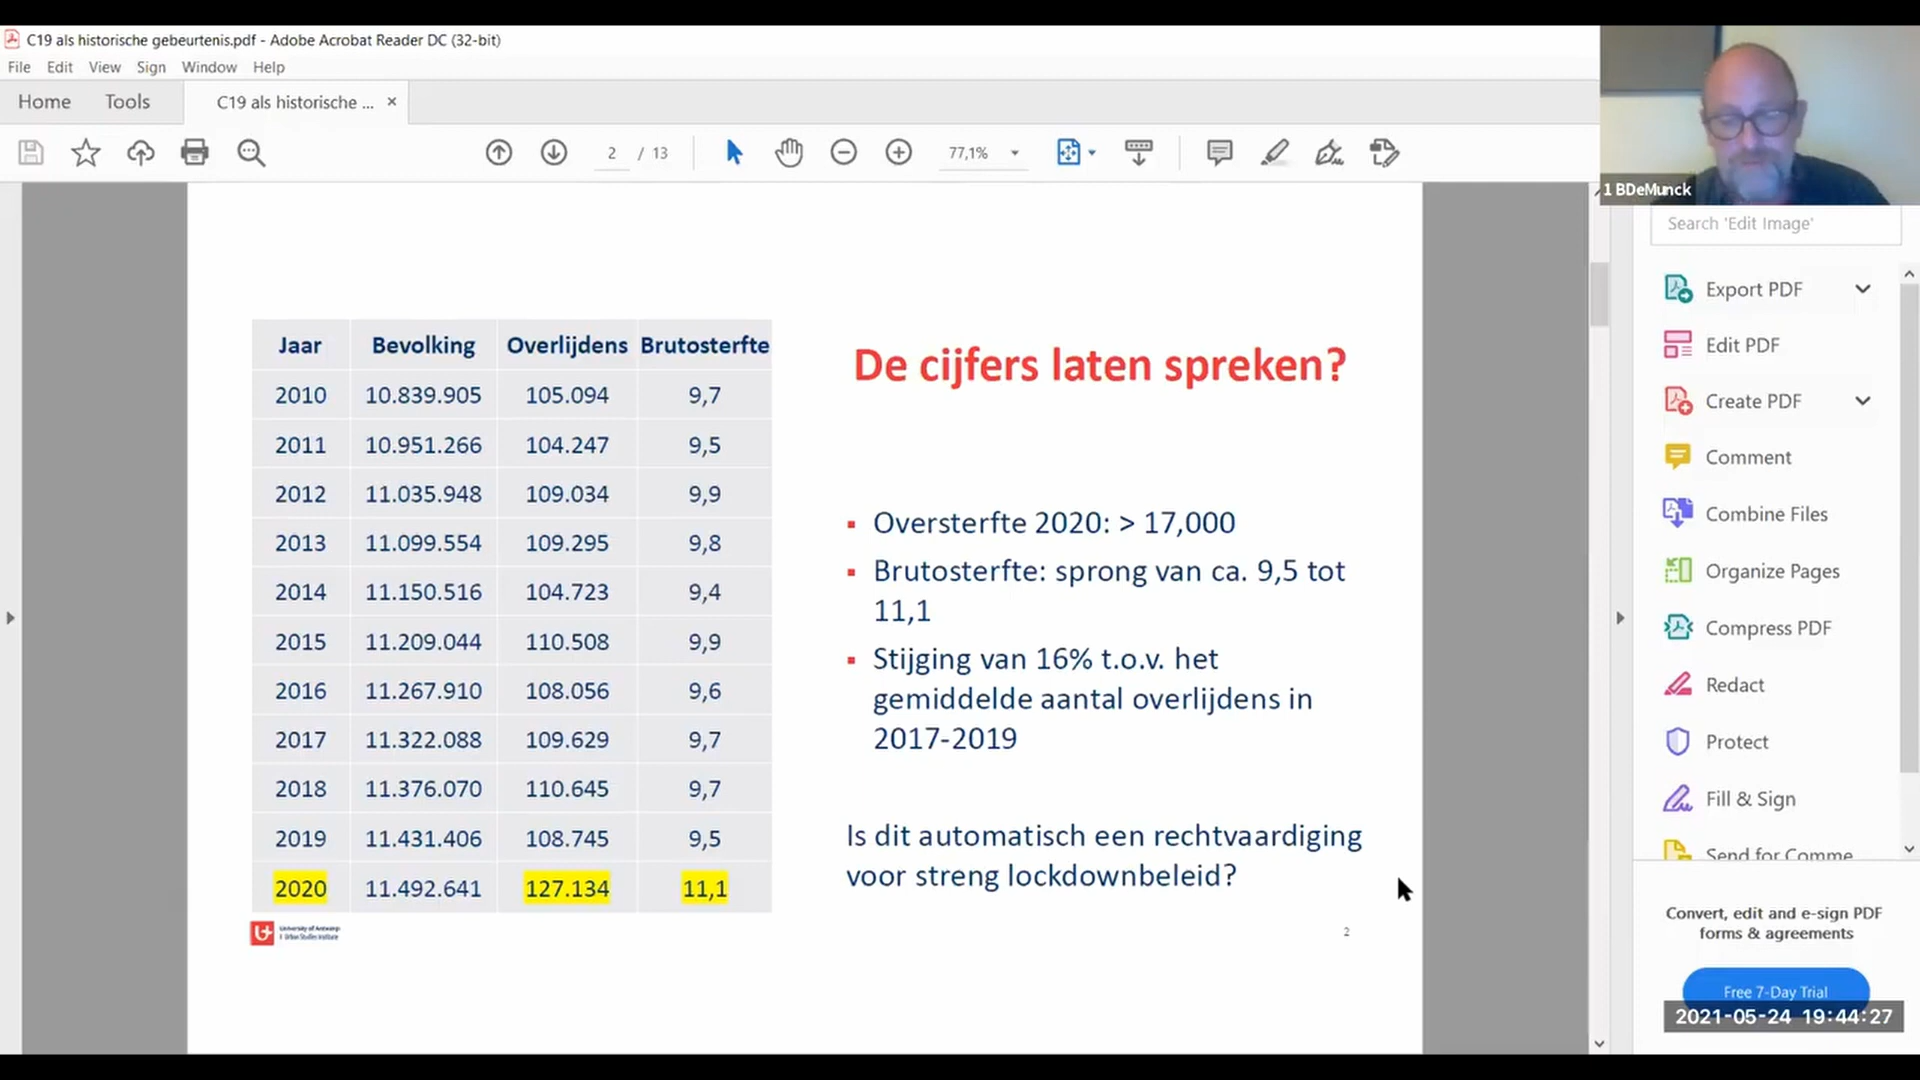 C19 als historische gebeurtenis.pdf - Adobe Acrobat Reader DC (32-bit)
File Edit View Sign Window Help
Home Tools C19 als historische ... ×
2 / 13 77,1%
1 BDeMunck
Search 'Edit Image'
Export PDF
Edit PDF
Create PDF
Comment
Combine Files
Organize Pages
Compress PDF
Redact
Protect
Fill & Sign
Send for Comme
Convert, edit and e-sign PDF
forms & agreements
Free 7-Day Trial
2021-05-24 19:44:27
Jaar Bevolking Overlijdens Brutosterfte
2010 10.839.905 105.094 9,7
2011 10.951.266 104.247 9,5
2012 11.035.948 109.034 9,9
2013 11.099.554 109.295 9,8
2014 11.150.516 104.723 9,4
2015 11.209.044 110.508 9,9
2016 11.267.910 108.056 9,6
2017 11.322.088 109.629 9,7
2018 11.376.070 110.645 9,7
2019 11.431.406 108.745 9,5
2020 11.492.641 127.134 11,1
University of Antwerp
I Urban Studies Institute
De cijfers laten spreken?
▪ Oversterfte 2020: > 17,000
▪ Brutosterfte: sprong van ca. 9,5 tot
11,1
▪ Stijging van 16% t.o.v. het
gemiddelde aantal overlijdens in
2017-2019
Is dit automatisch een rechtvaardiging
voor streng lockdownbeleid?
2